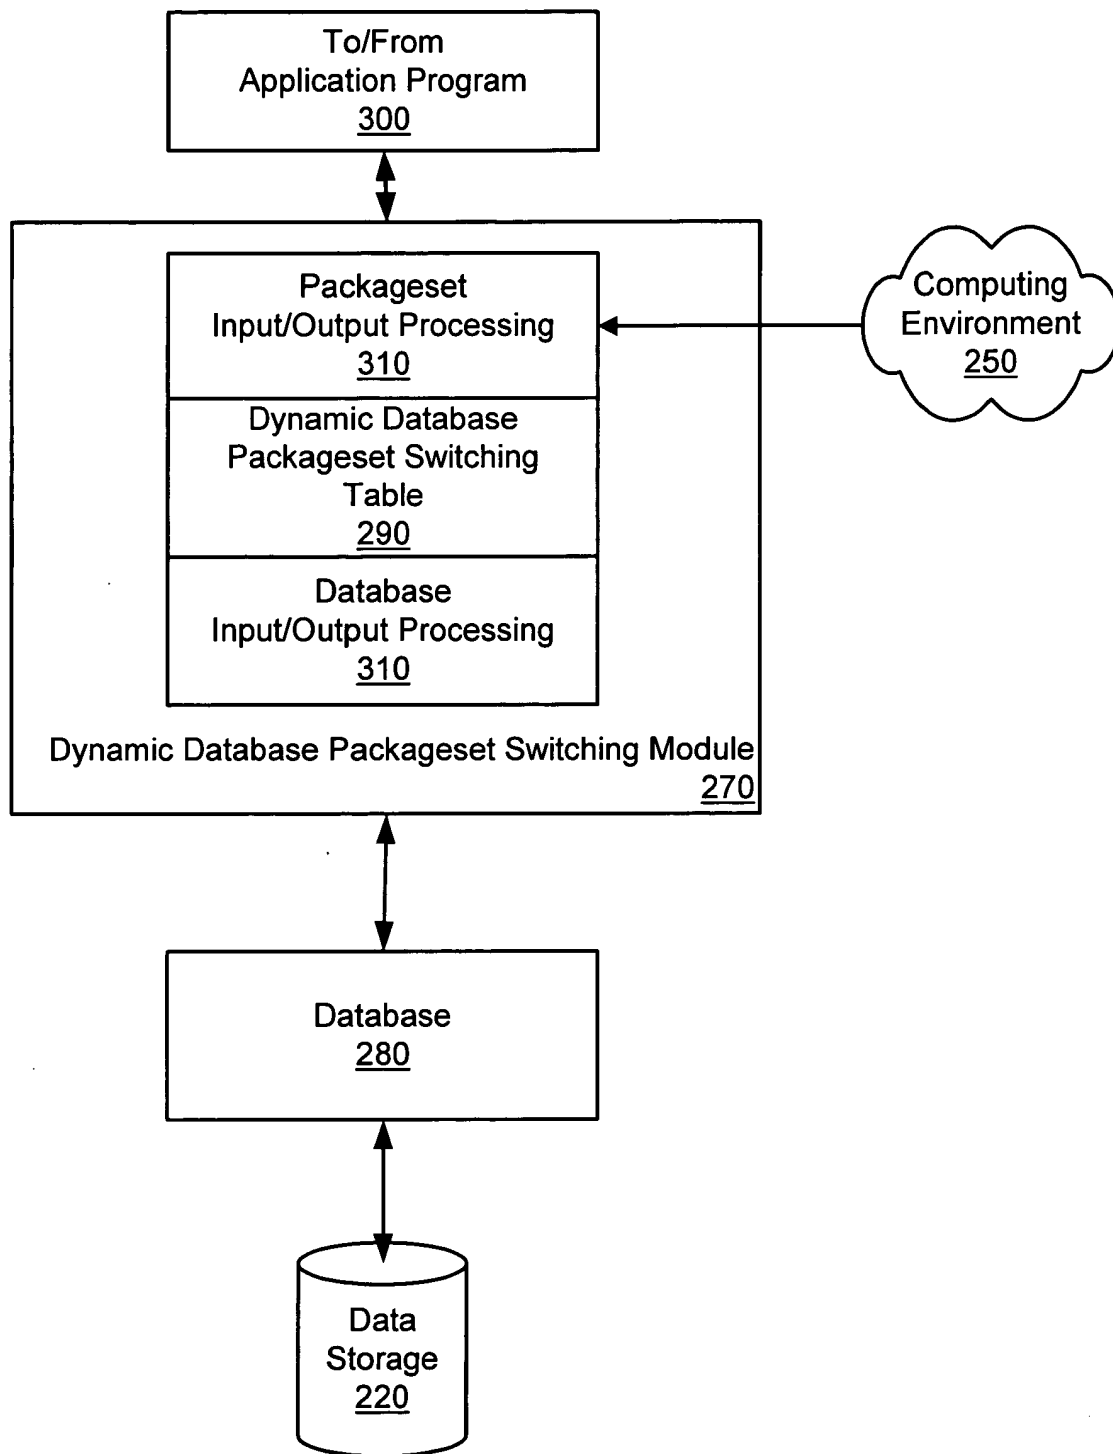 To/From
Application Program
300
Packageset
Input/Output Processing
310
Computing
Environment
250
Dynamic Database
Packageset Switching
Table
290
Database
Input/Output Processing
310
Dynamic Database Packageset Switching Module
270
Database
280
Data
Storage
220